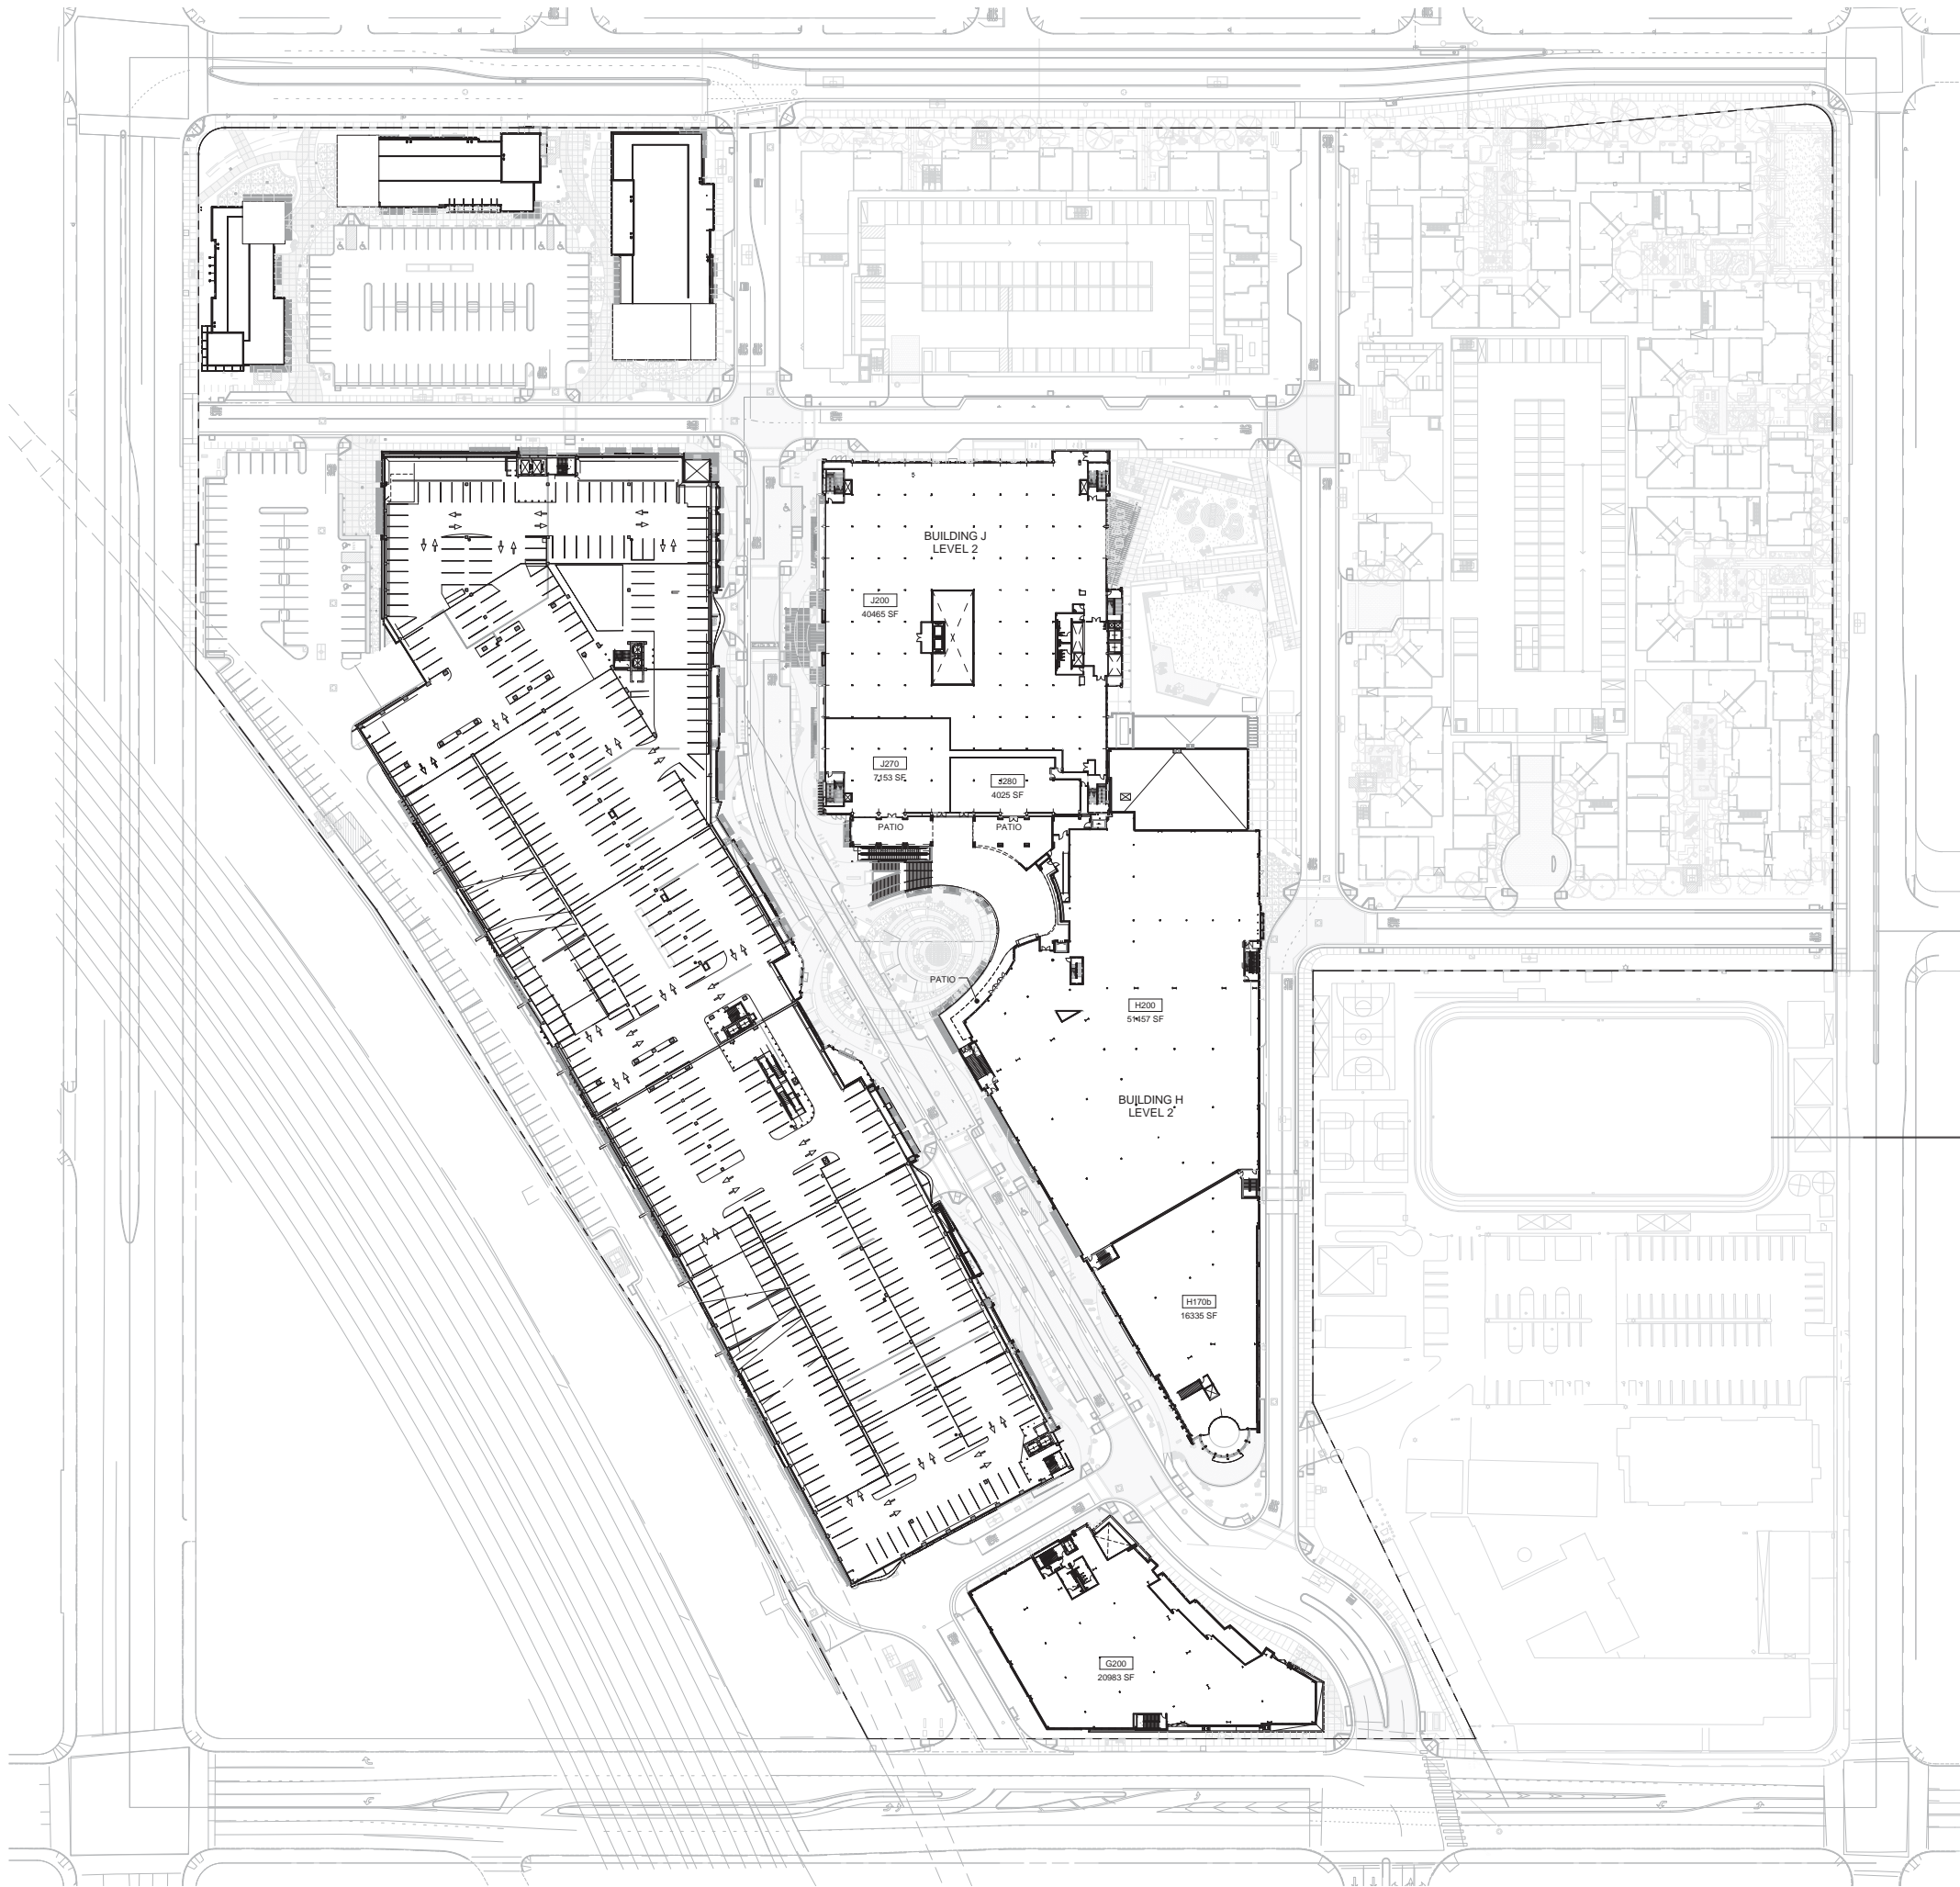 BUILDING J
LEVEL 2
J200
40465 SF
J270
7153 SF
J280
4025 SF
PATIO
PATIO
PATIO
H200
51457 SF
BUILDING H
LEVEL 2
H170b
16335 SF
G200
20983 SF